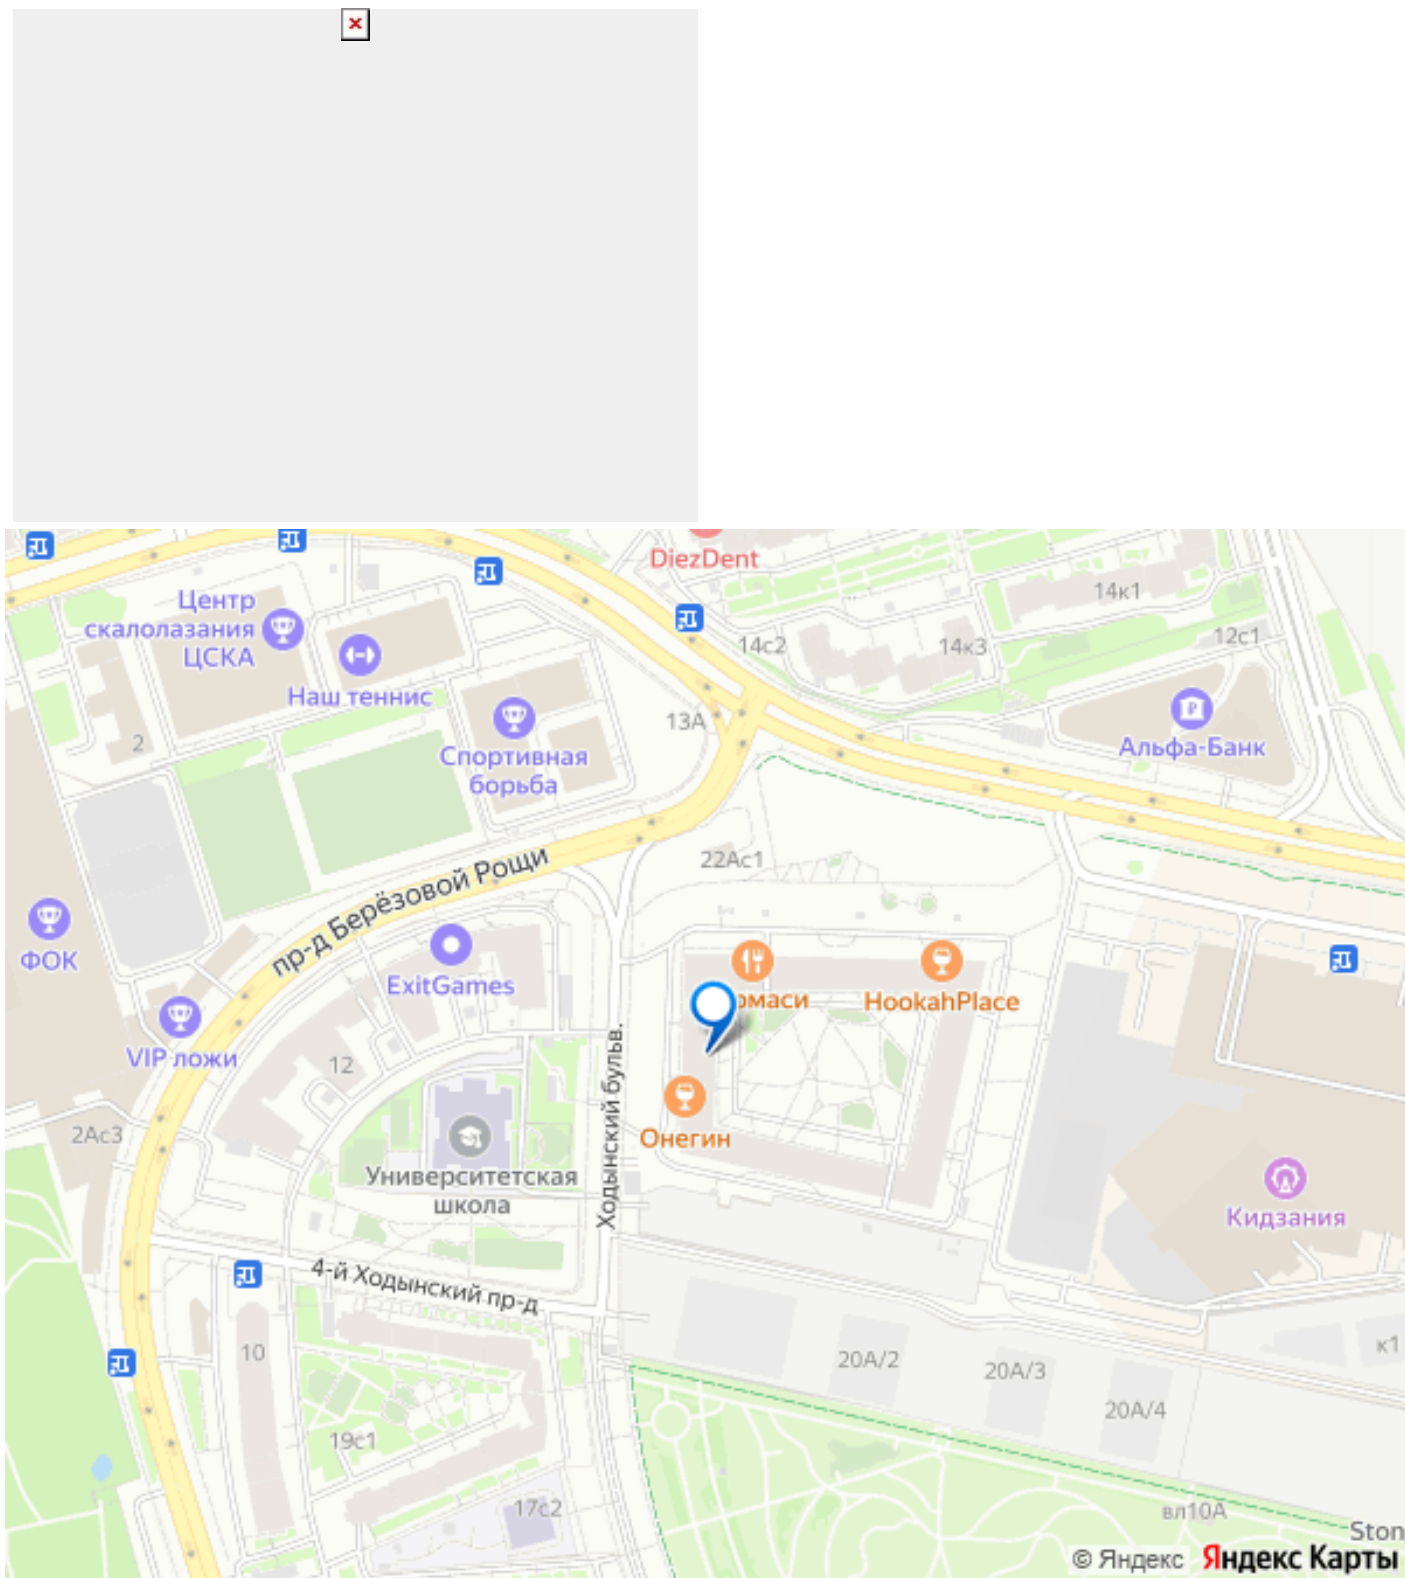 DiezDent
14к1
Центр
скалолазания
ЦСКА
14с2
14к3
12с1
Наш теннис
13А
2
Спортивная
борьба
Альфа-Банк
22Ас1
пр-д Берёзовой Рощи
ФОК
ExitGames
HookahPlace
VIP ложи
12
Ходынский бульв.
2Ас3
Онегин
Университетская
школа
Кидзания
4-й Ходынский пр-д
10
20А/2
20А/3
к1
20А/4
19с1
17с2
вл10А
Ston
© Яндекс Яндекс Карты